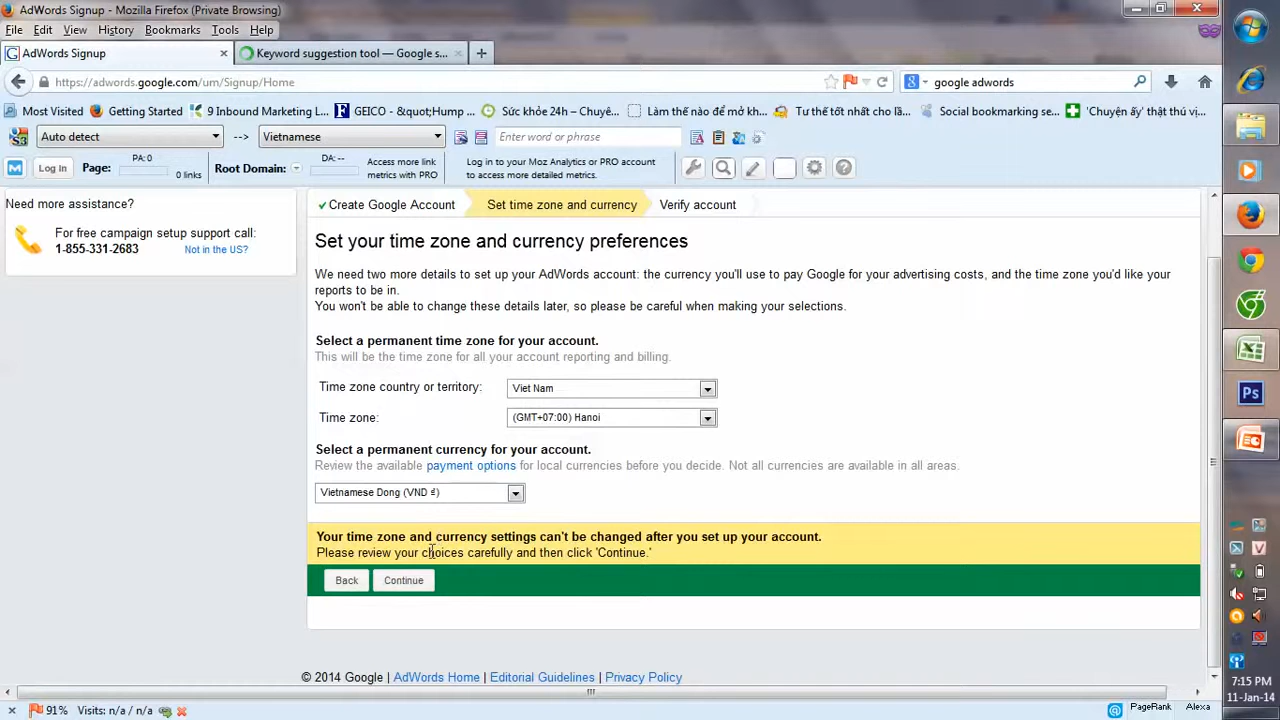 AdWords Signup - Mozilla Firefox (Private Browsing)
File Edit View History Bookmarks Tools Help
AdWords Signup
Keyword suggestion tool — Google s...
https://adwords.google.com/um/Signup/Home
google adwords
Most Visited Getting Started 9 Inbound Marketing L... GEICO - &quot;Hump ... Sức khỏe 24h – Chuyê... Làm thế nào để mở kh... Tư thế tốt nhất cho lã... Social bookmarking se... 'Chuyện ấy' thật thú vị...
Auto detect --> Vietnamese Enter word or phrase
Log In Page: PA: 0 0 links Root Domain: DA: -- Access more link metrics with PRO Log in to your Moz Analytics or PRO account to access more detailed metrics.
Need more assistance?
For free campaign setup support call:
1-855-331-2683 Not in the US?
Create Google Account Set time zone and currency Verify account
Set your time zone and currency preferences
We need two more details to set up your AdWords account: the currency you'll use to pay Google for your advertising costs, and the time zone you'd like your
reports to be in.
You won't be able to change these details later, so please be careful when making your selections.
Select a permanent time zone for your account.
This will be the time zone for all your account reporting and billing.
Time zone country or territory: Viet Nam
Time zone: (GMT+07:00) Hanoi
Select a permanent currency for your account.
Review the available payment options for local currencies before you decide. Not all currencies are available in all areas.
Vietnamese Dong (VND ₫)
Your time zone and currency settings can't be changed after you set up your account.
Please review your choices carefully and then click 'Continue.'
Back Continue
© 2014 Google | AdWords Home | Editorial Guidelines | Privacy Policy
91% Visits: n/a / n/a
PageRank Alexa
7:15 PM
11-Jan-14